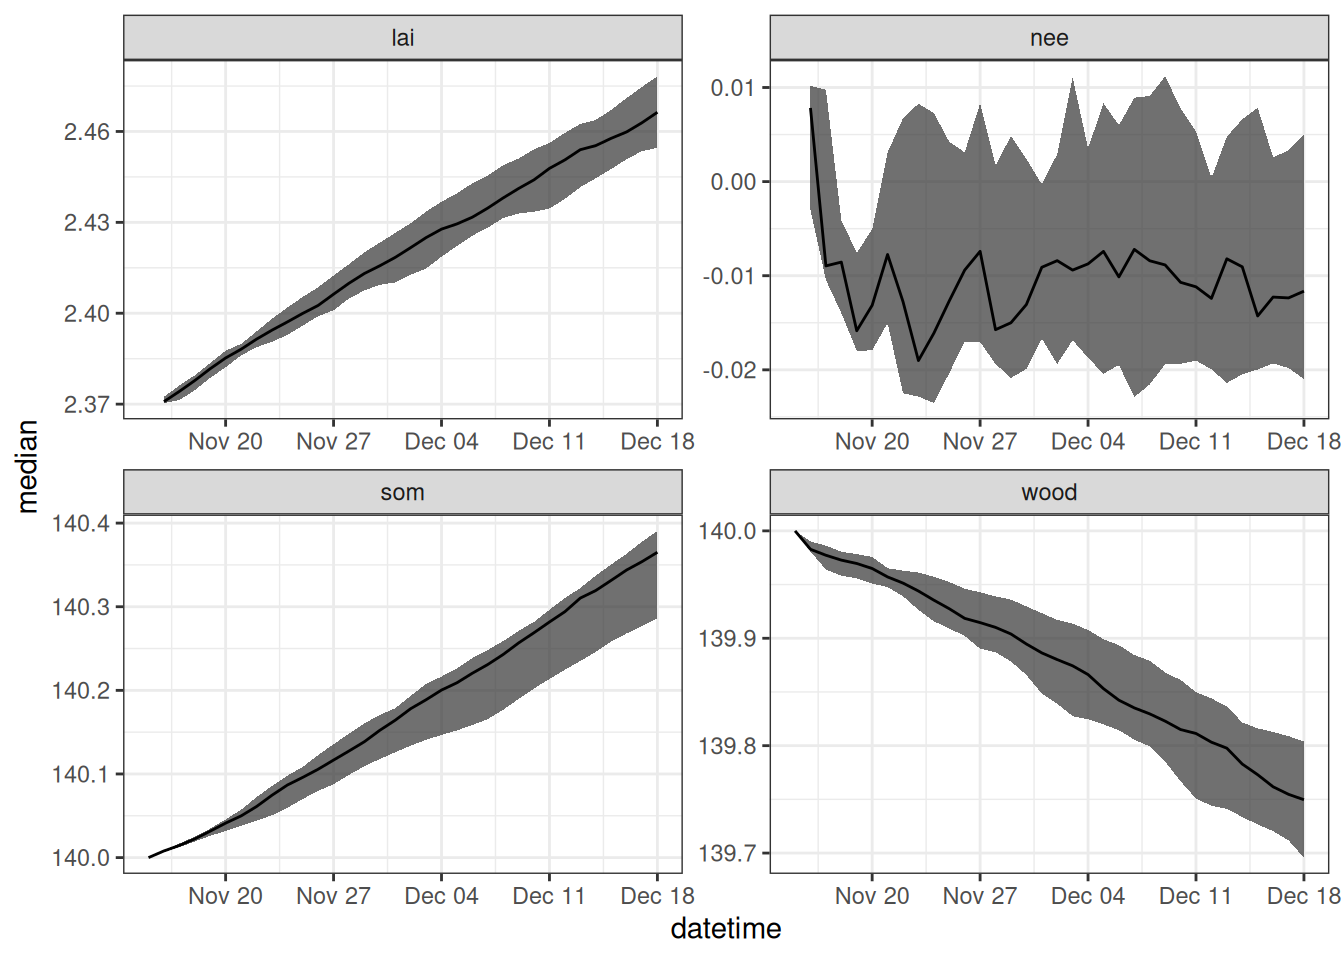 lai
nee
2.46
2.43
2.40
2.37
0.01
0.00
-0.01
-0.02
Nov 20 Nov 27 Dec 04 Dec 11 Dec 18
Nov 20 Nov 27 Dec 04 Dec 11 Dec 18
median
som
wood
140.4
140.3
140.2
140.1
140.0
140.0
139.9
139.8
139.7
Nov 20 Nov 27 Dec 04 Dec 11 Dec 18
Nov 20 Nov 27 Dec 04 Dec 11 Dec 18
datetime